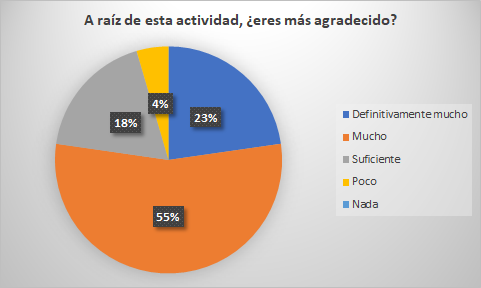 A raíz de esta actividad, ¿eres más agradecido?
4%
23%
18%
55%
Definitivamente mucho
Mucho
Suficiente
Poco
Nada